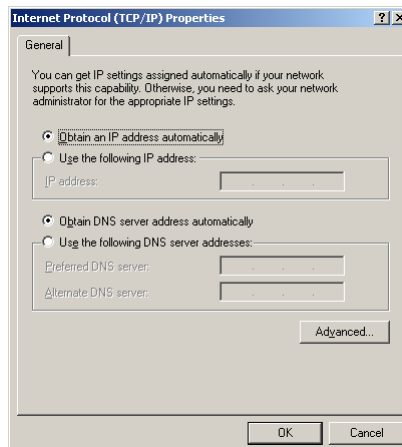 Internet Protocol (TCP/IP) Properties
General
You can get IP settings assigned automatically if your network
supports this capability. Otherwise, you need to ask your network
administrator for the appropriate IP settings.
Obtain an IP address automatically
Use the following IP address:
IP address:
Obtain DNS server address automatically
Use the following DNS server addresses:
Preferred DNS server:
Alternate DNS server:
Advanced...
OK Cancel